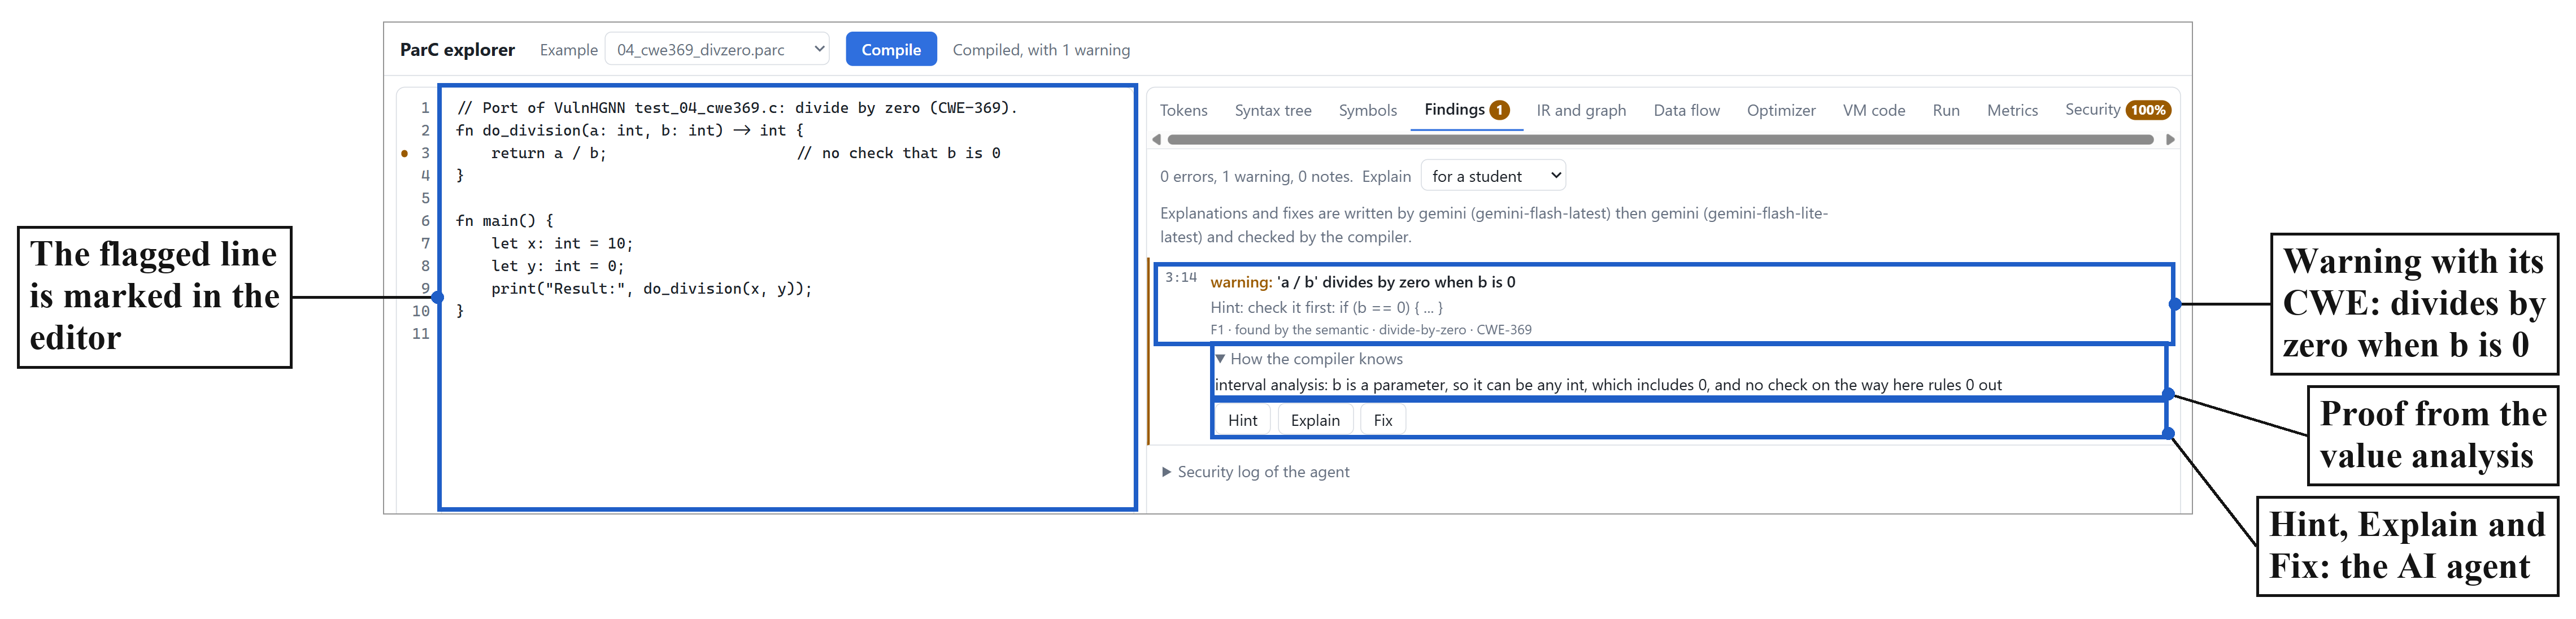 ParC explorer Example 04_cwe369_divzero.parc Compile Compiled, with 1 warning
1 // Port of VulnHGNN test_04_cwe369.c: divide by zero (CWE-369).
2 fn do_division(a: int, b: int) -> int {
3 return a / b; // no check that b is 0
4 }
5
6 fn main() {
7 let x: int = 10;
8 let y: int = 0;
9 print("Result:", do_division(x, y));
10 }
11
Tokens Syntax tree Symbols Findings 1 IR and graph Data flow Optimizer VM code Run Metrics Security 100%
0 errors, 1 warning, 0 notes. Explain for a student
Explanations and fixes are written by gemini (gemini-flash-latest) then gemini (gemini-flash-lite-
latest) and checked by the compiler.
3:14 warning: 'a / b' divides by zero when b is 0
Hint: check it first: if (b == 0) { ... }
F1 · found by the semantic · divide-by-zero · CWE-369
▼ How the compiler knows
interval analysis: b is a parameter, so it can be any int, which includes 0, and no check on the way here rules 0 out
Hint Explain Fix
▶ Security log of the agent
The flagged line
is marked in the
editor
Warning with its
CWE: divides by
zero when b is 0
Proof from the
value analysis
Hint, Explain and
Fix: the AI agent